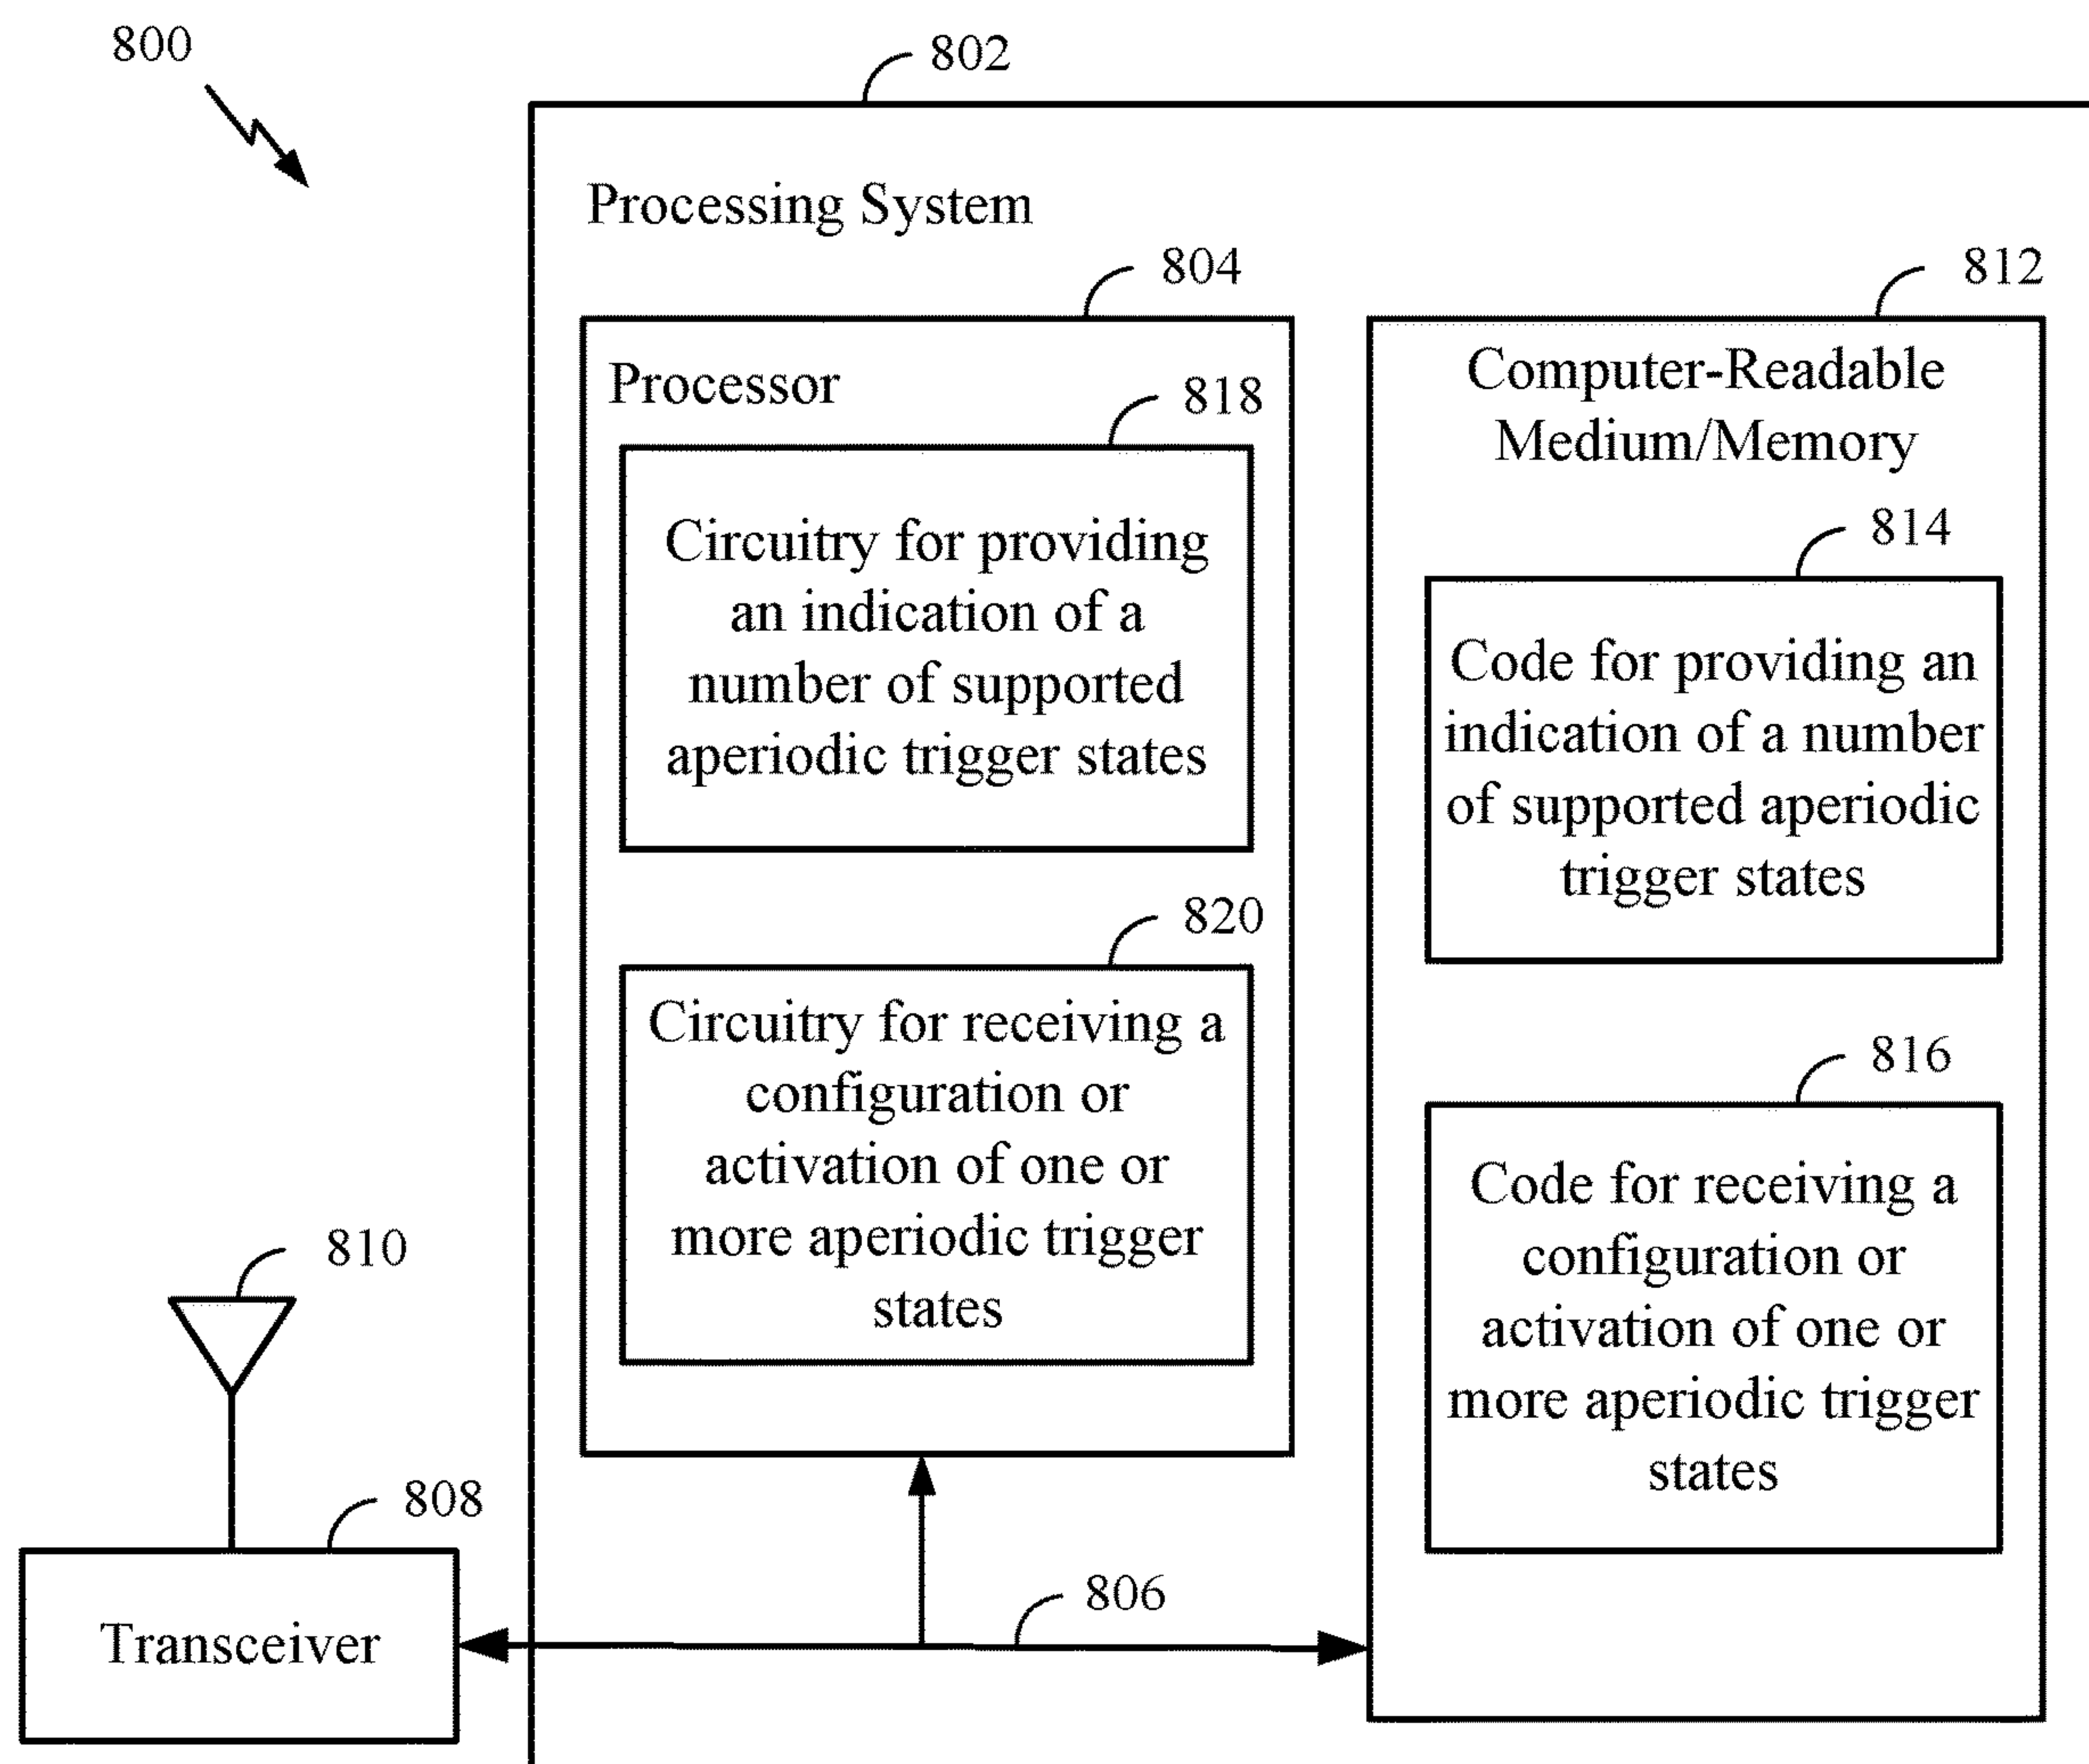 800
802
Processing System
804
812
Processor
818
Circuitry for providing
an indication of a
number of supported
aperiodic trigger states
820
Circuitry for receiving a
configuration or
activation of one or
more aperiodic trigger
states
Computer-Readable
Medium/Memory
814
Code for providing an
indication of a number
of supported aperiodic
trigger states
816
Code for receiving a
configuration or
activation of one or
more aperiodic trigger
states
810
808
Transceiver
806